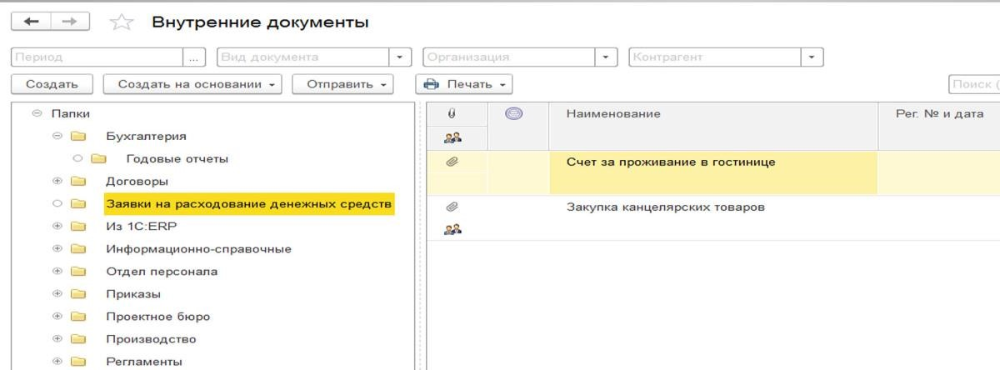 Внутренние документы
Период ... Вид документа Организация Контрагент
Создать Создать на основании Отправить Печать Поиск (
Папки
Бухгалтерия
Годовые отчеты
Договоры
Заявки на расходование денежных средств
Из 1С:ERP
Информационно-справочные
Отдел персонала
Приказы
Проектное бюро
Производство
Регламенты
Наименование Рег. № и дата
Счет за проживание в гостинице
Закупка канцелярских товаров